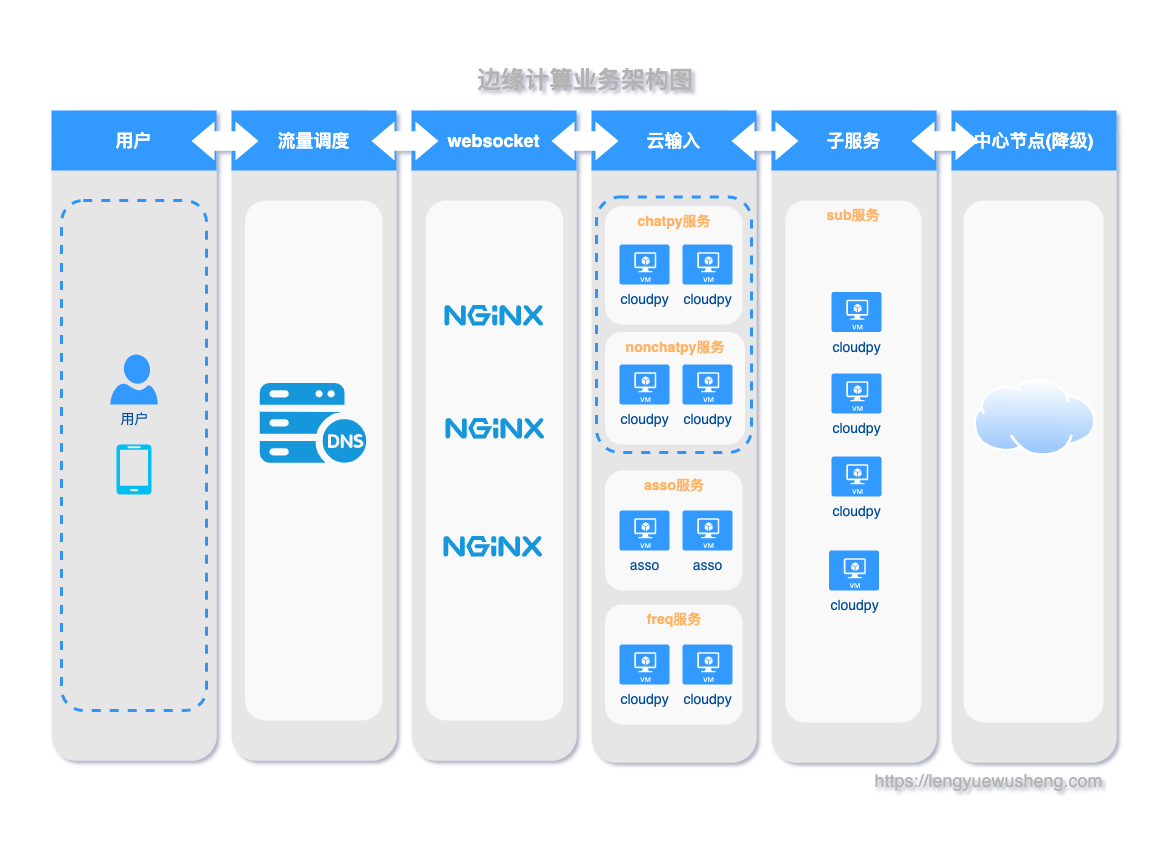 边缘计算业务架构图
用户
流量调度
websocket
云输入
子服务
中心节点(降级)
用户
DNS
NGINX
NGINX
NGINX
chatpy服务
VM
VM
cloudpy
cloudpy
nonchatpy服务
VM
VM
cloudpy
cloudpy
asso服务
VM
VM
asso
asso
freq服务
VM
VM
cloudpy
cloudpy
sub服务
VM
cloudpy
VM
cloudpy
VM
cloudpy
VM
cloudpy
https://lengyuewusheng.com